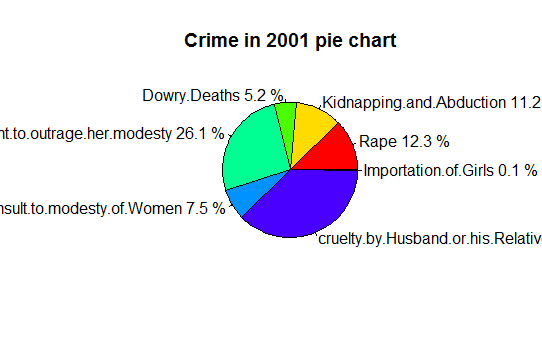 Crime in 2001 pie chart
Dowry.Deaths 5.2 %
Kidnapping.and.Abduction 11.2
nt.to.outrage.her.modesty 26.1 %
Rape 12.3 %
Importation.of.Girls 0.1 %
nsult.to.modesty.of.Women 7.5 %
cruelty.by.Husband.or.his.Relativ